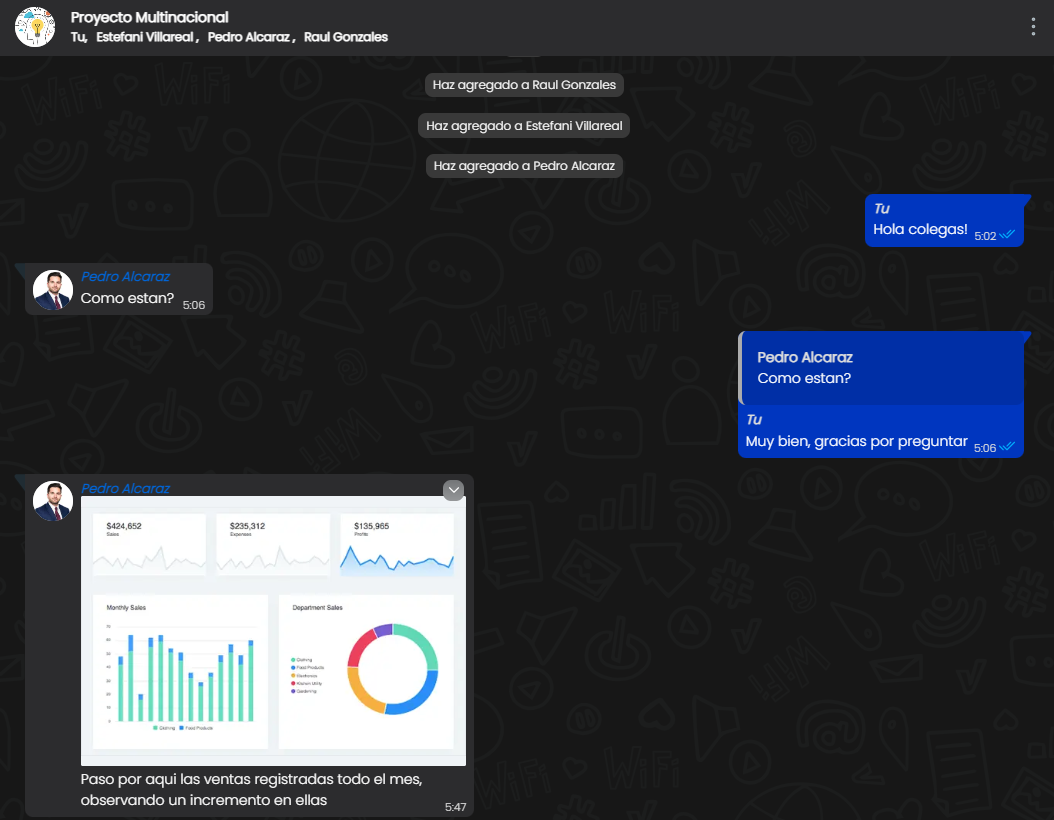 Proyecto Multinacional
Tu, Estefani Villareal , Pedro Alcaraz , Raul Gonzales
Haz agregado a Raul Gonzales
Haz agregado a Estefani Villareal
Haz agregado a Pedro Alcaraz
Tu
Hola colegas! 5:02
Pedro Alcaraz
Como estan? 5:06
Pedro Alcaraz
Como estan?
Tu
Muy bien, gracias por preguntar 5:06
Pedro Alcaraz
$424,652
Sales
$235,312
Expenses
$135,965
Profits
Monthly Sales
70
60
50
40
30
20
10
0
Clothing Food Products
Department Sales
Clothing
Food Products
Electronics
Kitchen Utility
Gardening
Paso por aqui las ventas registradas todo el mes,
observando un incremento en ellas 5:47